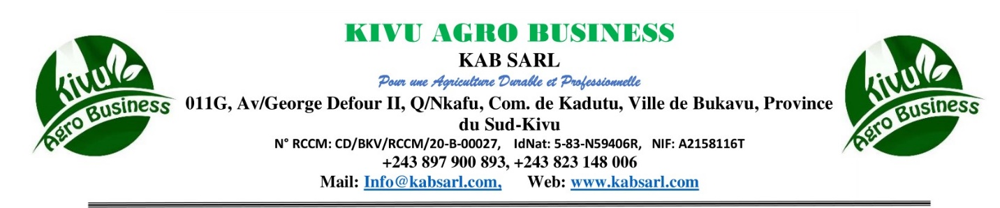 KIVU AGRO BUSINESS
KAB SARL
Pour une Agriculture Durable et Professionnelle
011G, Av/George Defour II, Q/Nkafu, Com. de Kadutu, Ville de Bukavu, Province
du Sud-Kivu
N° RCCM: CD/BKV/RCCM/20-B-00027, IdNat: 5-83-N59406R, NIF: A2158116T
+243 897 900 893, +243 823 148 006
Mail: Info@kabsarl.com, Web: www.kabsarl.com
Kivu
Agro Business
Kivu
Agro Business